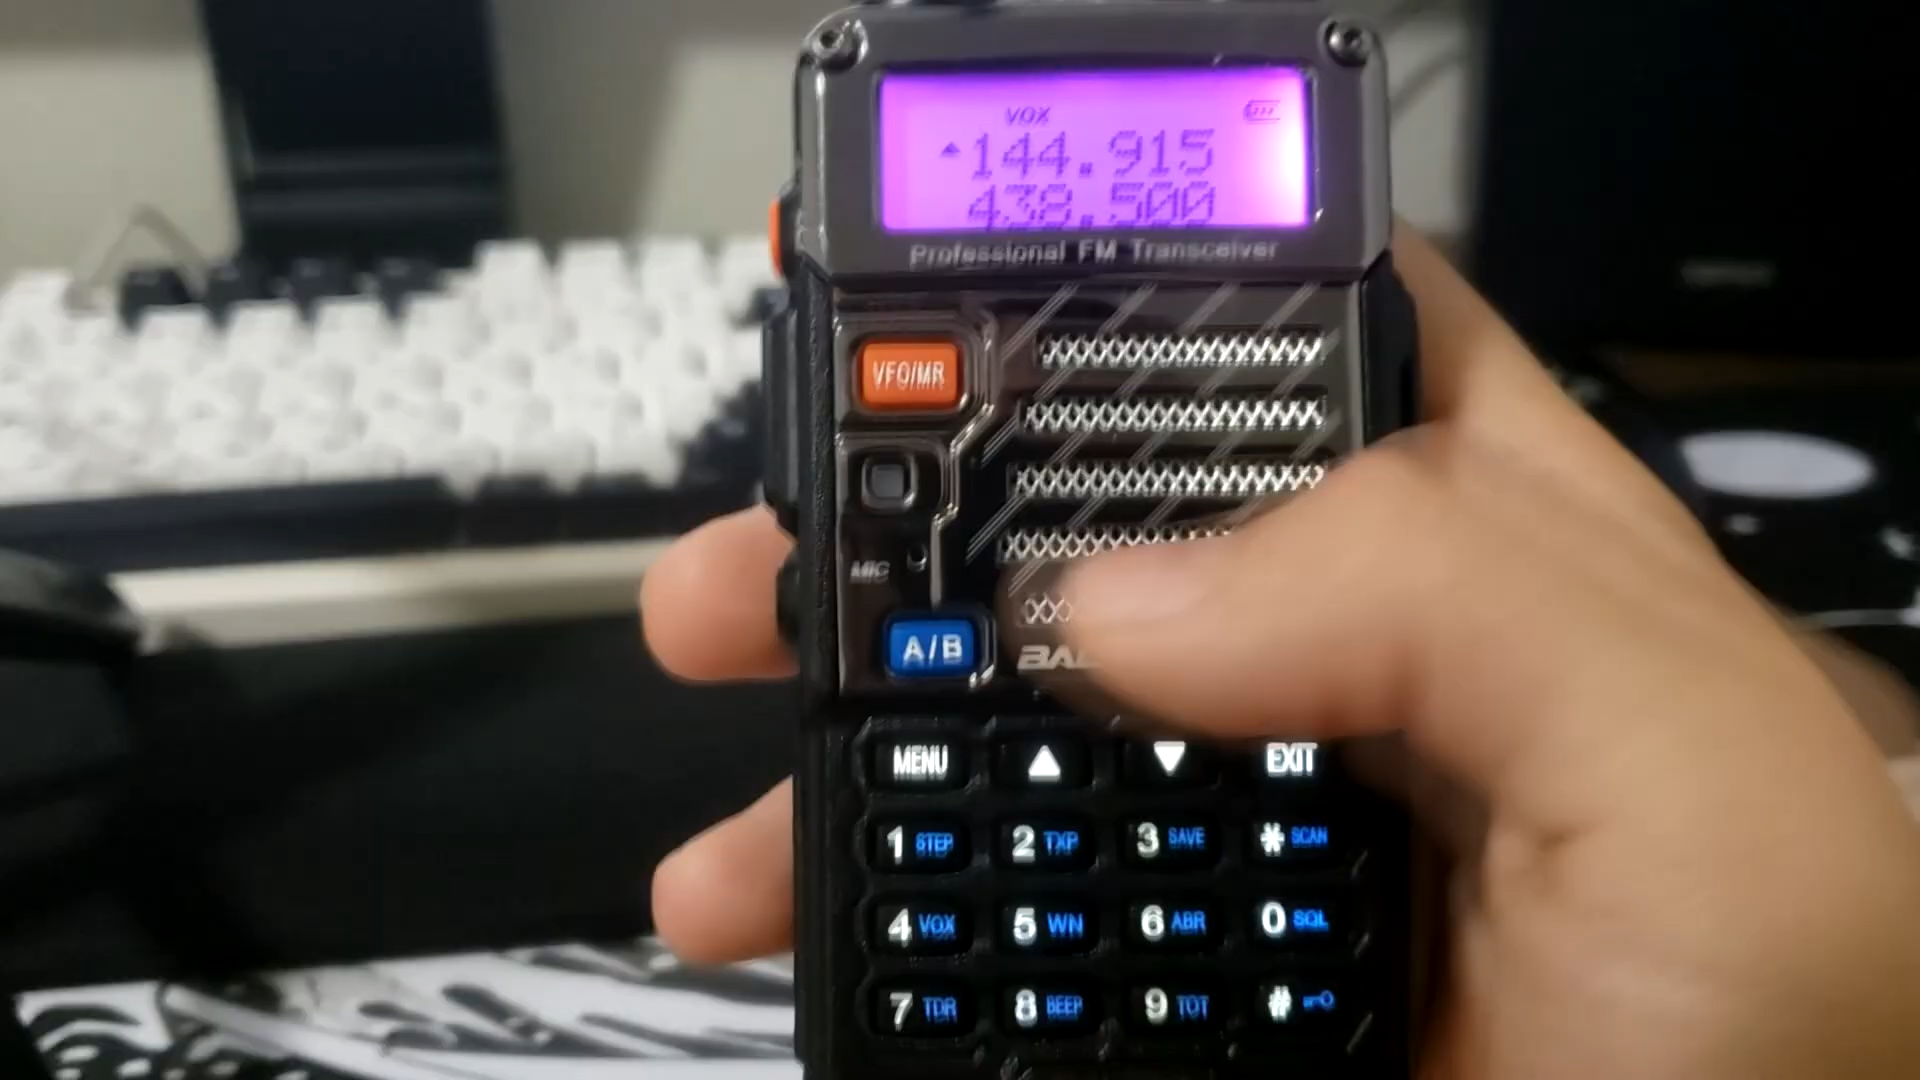 VOX
144.915
438.500
Professional FM Transceiver
VFO/MR
MIC
A/B
MENU ▲ ▼ EXIT
1 STEP 2 TXP 3 SAVE * SCAN
4 VOX 5 WN 6 ABR 0 SQL
7 TDR 8 BEEP 9 TOT #